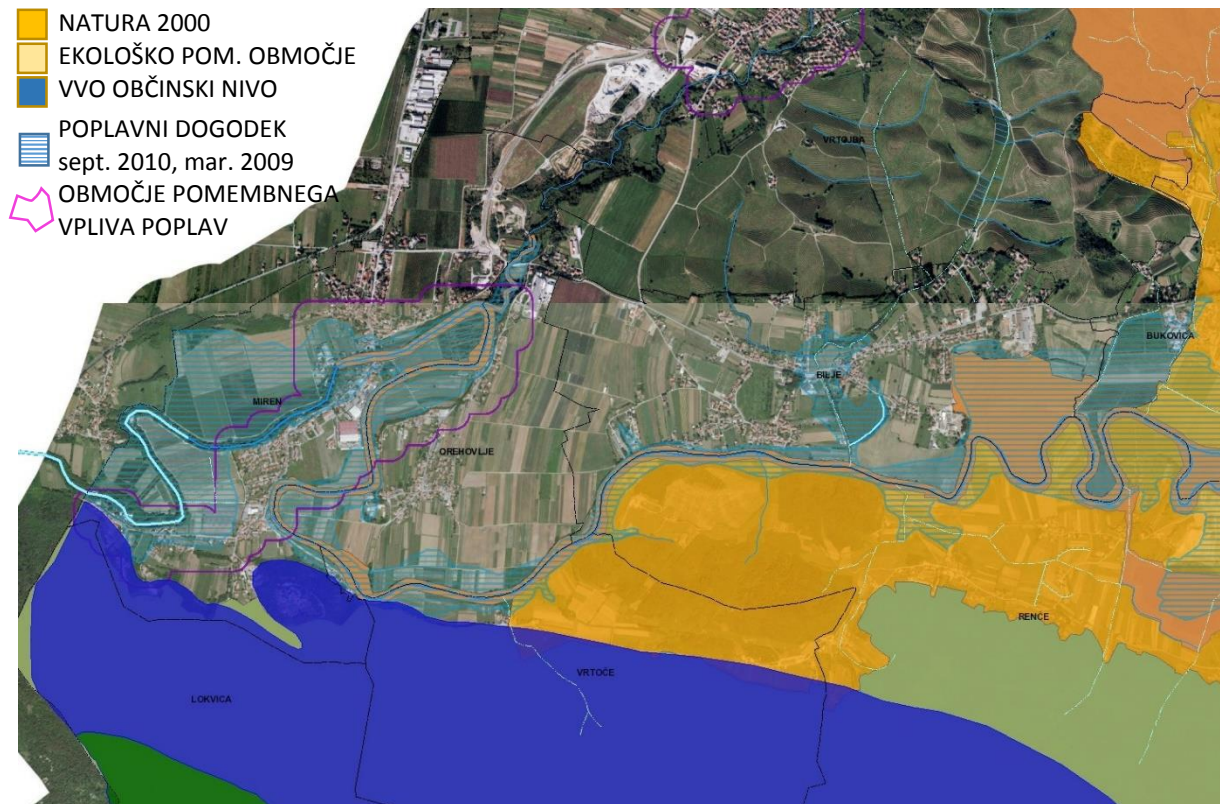 NATURA 2000
EKOLOŠKO POM. OBMOČJE
VVO OBČINSKI NIVO
POPLAVNI DOGODEK
sept. 2010, mar. 2009
OBMOČJE POMEMBNEGA
VPLIVA POPLAV
VRTOJBA
BUKOVICA
BILJE
MIREN
OREHOVLJE
RENČE
VRTOČE
LOKVICA